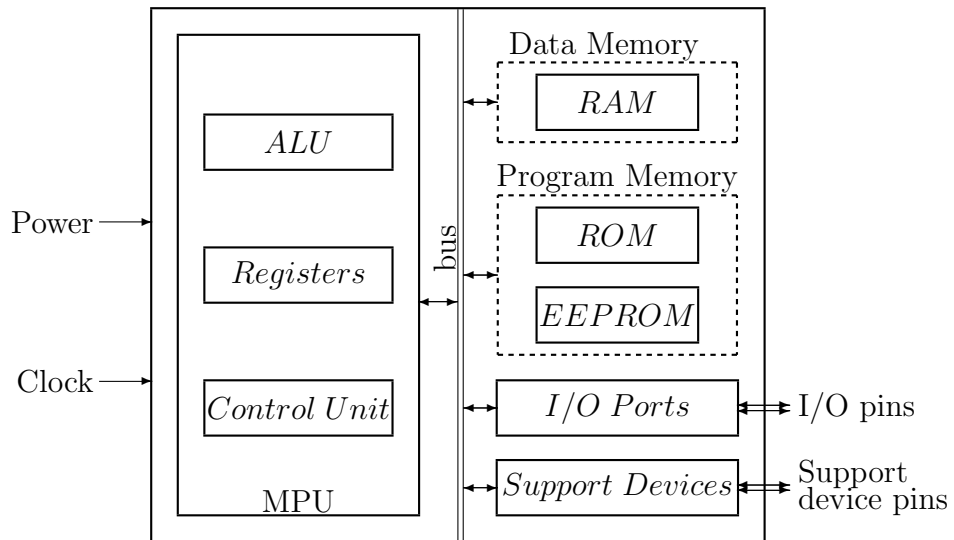 Power
Clock
ALU
Registers
Control Unit
MPU
bus
Data Memory
RAM
Program Memory
ROM
EEPROM
I/O Ports
Support Devices
I/O pins
Support
device pins